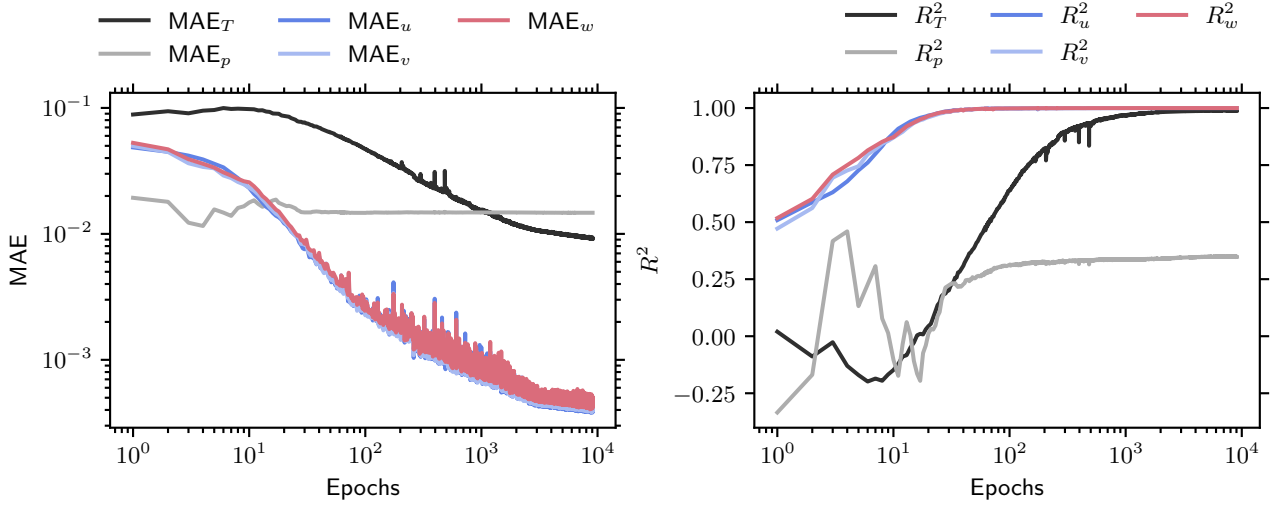 MAE_T MAE_u MAE_w
MAE_p MAE_v
10^{-1}
10^{-2}
10^{-3}
MAE
10^0 10^1 10^2 10^3 10^4
Epochs
R^2_T R^2_u R^2_w
R^2_p R^2_v
1.00
0.75
0.50
0.25
0.00
−0.25
R^2
10^0 10^1 10^2 10^3 10^4
Epochs